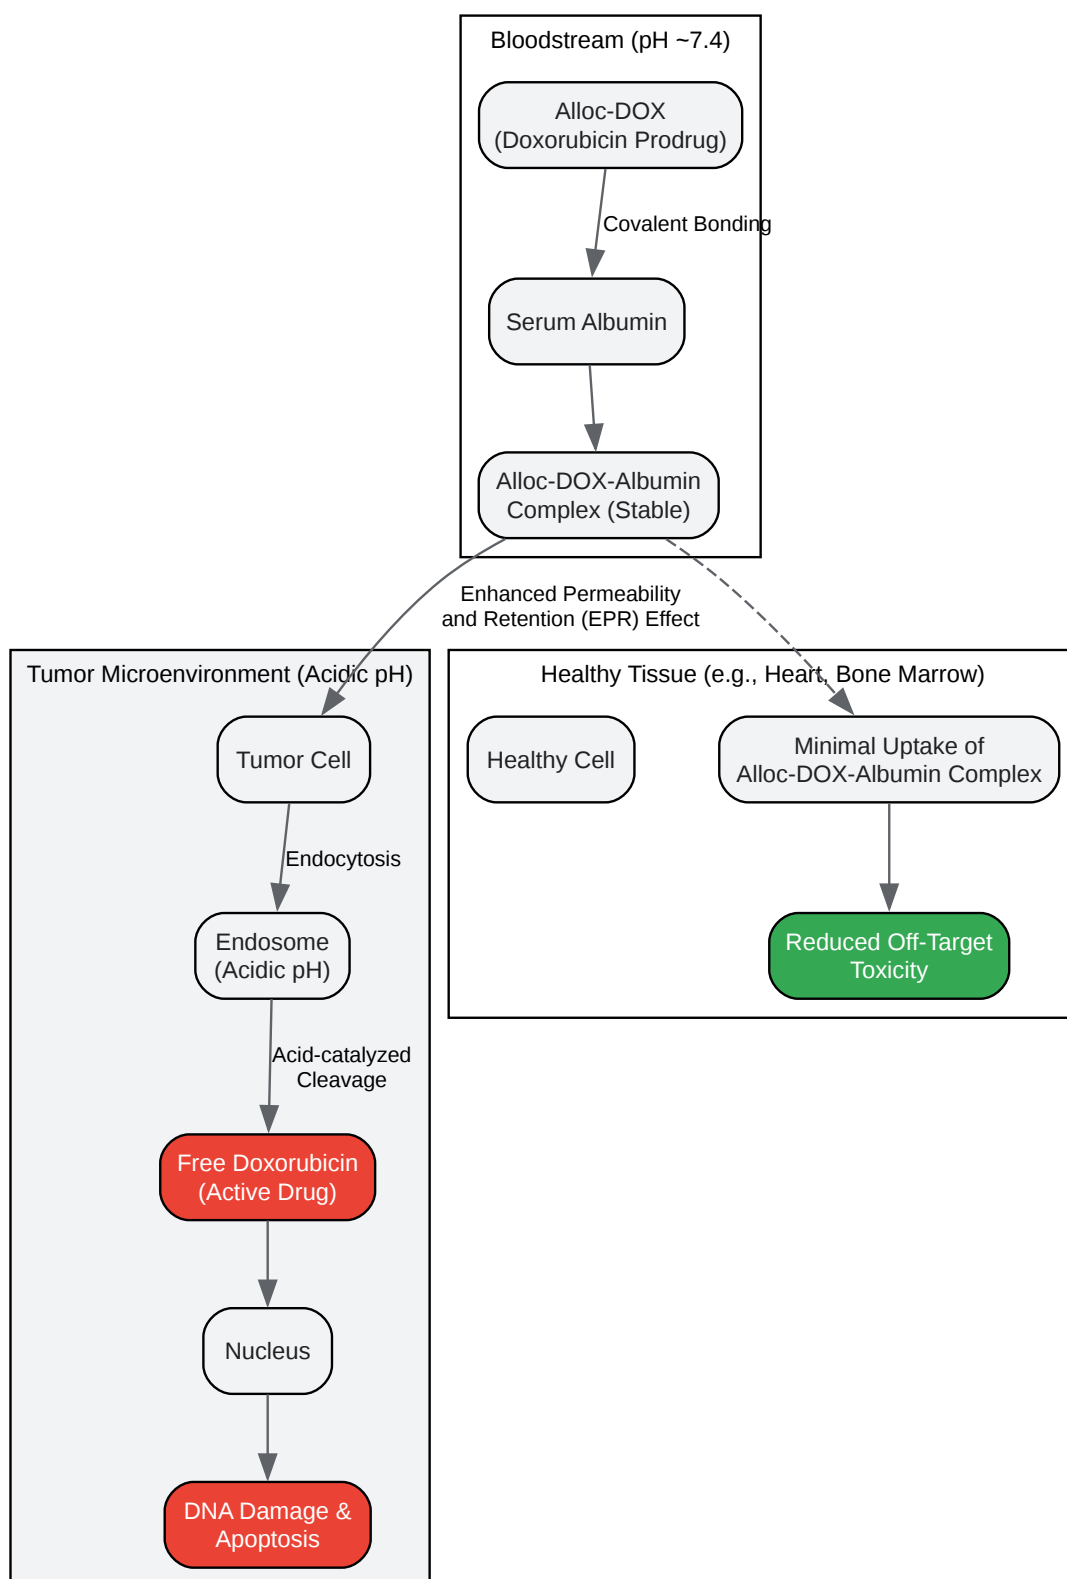 Bloodstream (pH ~7.4)
Alloc-DOX
(Doxorubicin Prodrug)
Covalent Bonding
Serum Albumin
Alloc-DOX-Albumin
Complex (Stable)
Enhanced Permeability
and Retention (EPR) Effect
Tumor Microenvironment (Acidic pH)
Tumor Cell
Endocytosis
Endosome
(Acidic pH)
Acid-catalyzed
Cleavage
Free Doxorubicin
(Active Drug)
Nucleus
DNA Damage &
Apoptosis
Healthy Tissue (e.g., Heart, Bone Marrow)
Healthy Cell
Minimal Uptake of
Alloc-DOX-Albumin Complex
Reduced Off-Target
Toxicity